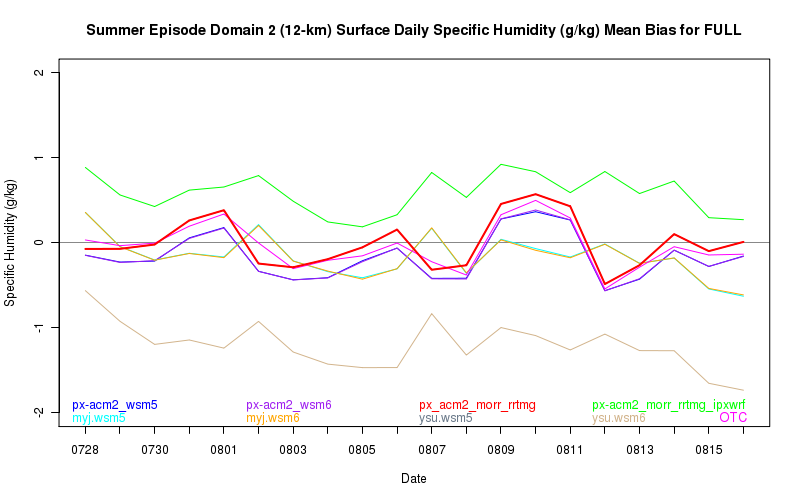 Summer Episode Domain 2 (12-km) Surface Daily Specific Humidity (g/kg) Mean Bias for FULL
Specific Humidity (g/kg)
2
1
0
-1
-2
px-acm2_wsm5 px-acm2_wsm6 px_acm2_morr_rrtmg px-acm2_morr_rrtmg_ipxwrf
myj.wsm5 myj.wsm6 ysu.wsm5 ysu.wsm6 OTC
0728 0730 0801 0803 0805 0807 0809 0811 0813 0815
Date